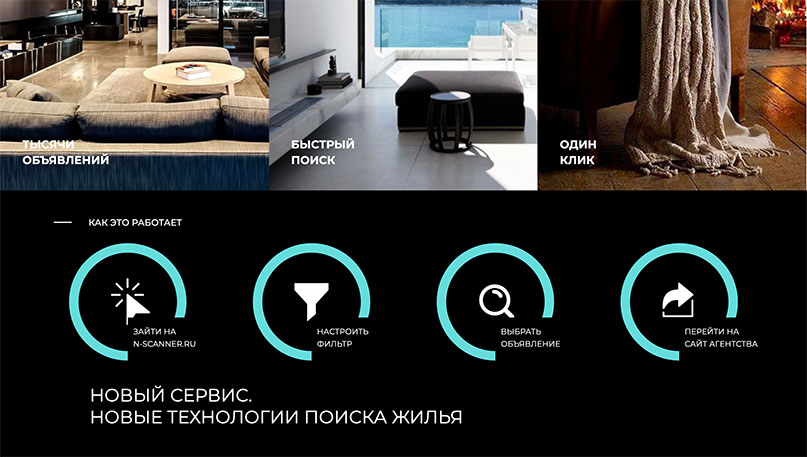 ТЫСЯЧИ
ОБЪЯВЛЕНИЙ
БЫСТРЫЙ
ПОИСК
ОДИН
КЛИК
КАК ЭТО РАБОТАЕТ
ЗАЙТИ НА
N-SCANNER.RU
НАСТРОИТЬ
ФИЛЬТР
ВЫБРАТЬ
ОБЪЯВЛЕНИЕ
ПЕРЕЙТИ НА
САЙТ АГЕНТСТВА
НОВЫЙ СЕРВИС.
НОВЫЕ ТЕХНОЛОГИИ ПОИСКА ЖИЛЬЯ